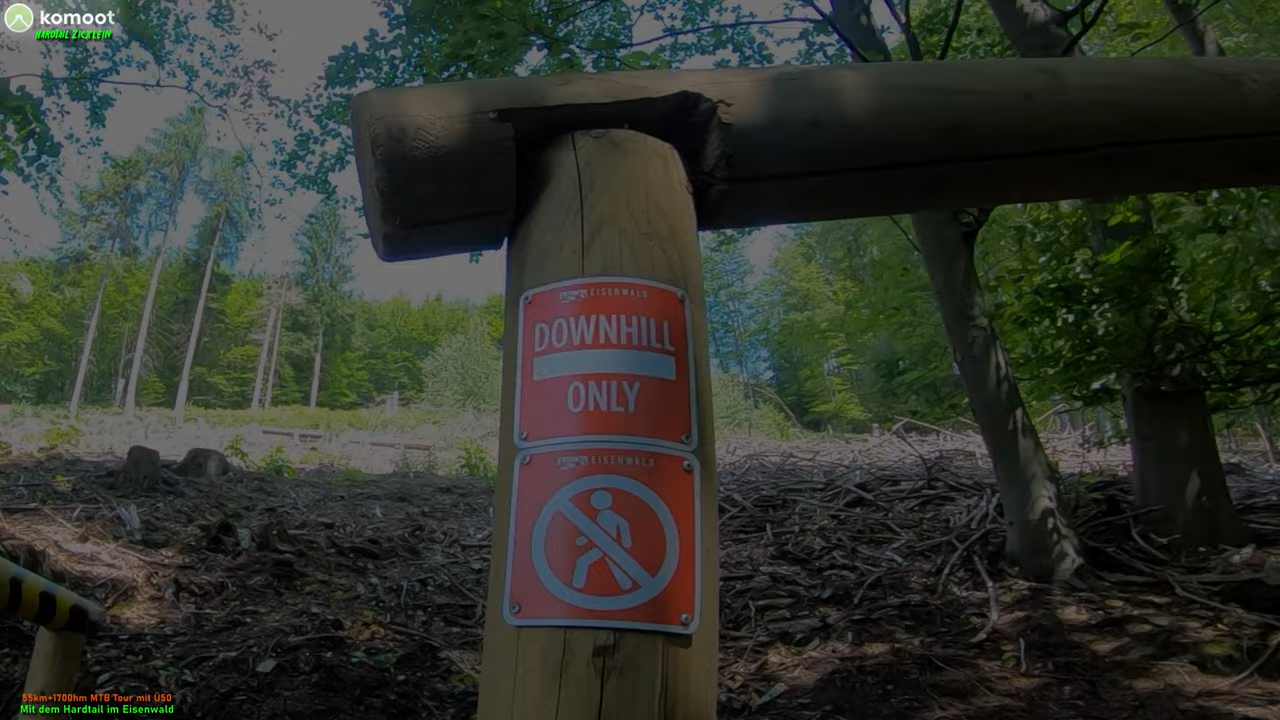 komoot
HARDTAIL ZICKLEIN
EISENWALD
DOWNHILL
ONLY
EISENWALD
55km+1700hm MTB Tour mit Ü50
Mit dem Hardtail im Eisenwald